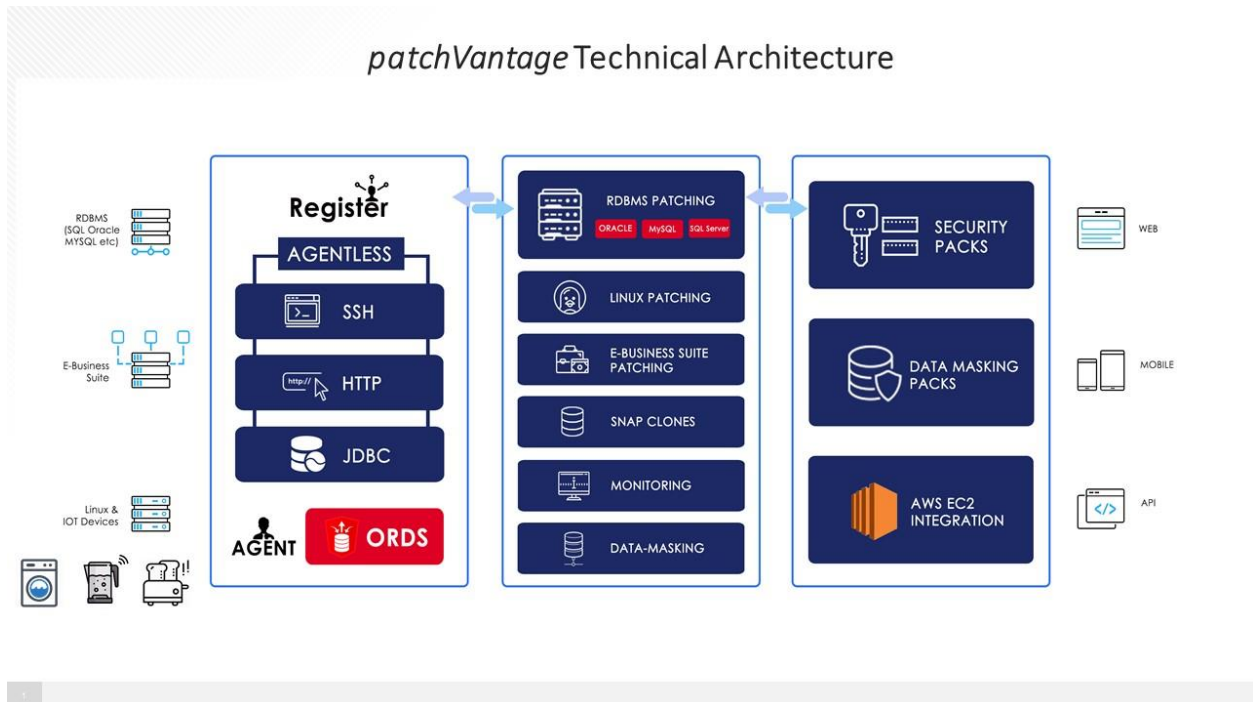 patchVantage Technical Architecture
RDBMS
(SQL Oracle
MYSQL etc)
E-Business
Suite
Linux &
IOT Devices
Register
AGENTLESS
SSH
http://
HTTP
JDBC
AGENT
ORDS
RDBMS PATCHING
ORACLE
MySQL
SQL Server
LINUX PATCHING
E-BUSINESS SUITE
PATCHING
SNAP CLONES
MONITORING
DATA-MASKING
SECURITY
PACKS
DATA MASKING
PACKS
AWS EC2
INTEGRATION
WEB
MOBILE
</>
API